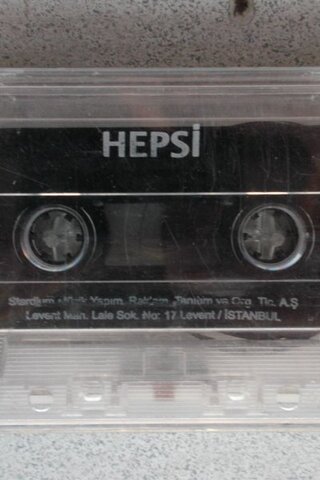 HEPSİ
Stardium Müzik Yapım, Reklam, Tanıtım ve Org. Tic. A.Ş
Levent Mah. Lale Sok. No: 17 Levent / İSTANBUL